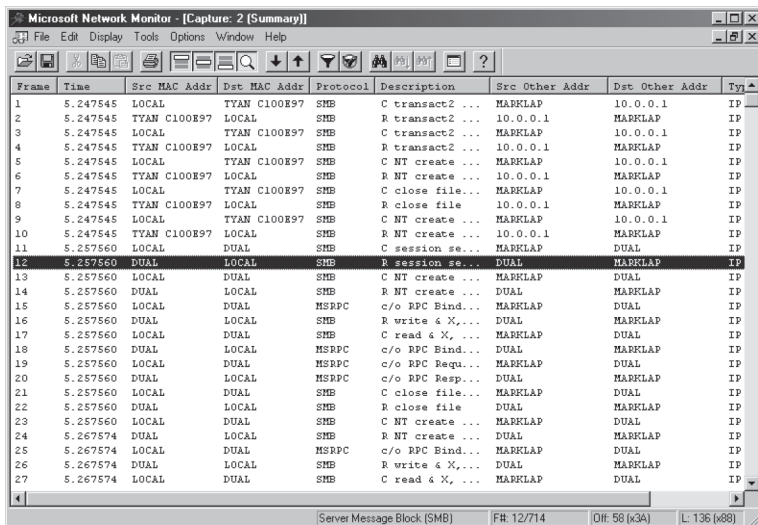 Microsoft Network Monitor - [Capture: 2 (Summary)]
File Edit Display Tools Options Window Help
Frame Time Src MAC Addr Dst MAC Addr Protocol Description Src Other Addr Dst Other Addr Typ
1 5.247545 LOCAL TYAN C100E97 SMB C transact2 ... MARKLAP 10.0.0.1 IP
2 5.247545 TYAN C100E97 LOCAL SMB R transact2 ... 10.0.0.1 MARKLAP IP
3 5.247545 LOCAL TYAN C100E97 SMB C transact2 ... MARKLAP 10.0.0.1 IP
4 5.247545 TYAN C100E97 LOCAL SMB R transact2 ... 10.0.0.1 MARKLAP IP
5 5.247545 LOCAL TYAN C100E97 SMB C NT create ... MARKLAP 10.0.0.1 IP
6 5.247545 TYAN C100E97 LOCAL SMB R NT create ... 10.0.0.1 MARKLAP IP
7 5.247545 LOCAL TYAN C100E97 SMB C close file... MARKLAP 10.0.0.1 IP
8 5.247545 TYAN C100E97 LOCAL SMB R close file 10.0.0.1 MARKLAP IP
9 5.247545 LOCAL TYAN C100E97 SMB C NT create ... MARKLAP 10.0.0.1 IP
10 5.247545 TYAN C100E97 LOCAL SMB R NT create ... 10.0.0.1 MARKLAP IP
11 5.257560 LOCAL DUAL SMB C session se... MARKLAP DUAL IP
12 5.257560 DUAL LOCAL SMB R session se... DUAL MARKLAP IP
13 5.257560 LOCAL DUAL SMB C NT create ... MARKLAP DUAL IP
14 5.257560 DUAL LOCAL SMB R NT create ... DUAL MARKLAP IP
15 5.257560 LOCAL DUAL MSRPC c/o RPC Bind... MARKLAP DUAL IP
16 5.257560 DUAL LOCAL SMB R write & X,... DUAL MARKLAP IP
17 5.257560 LOCAL DUAL SMB C read & X, ... MARKLAP DUAL IP
18 5.257560 DUAL LOCAL MSRPC c/o RPC Bind... DUAL MARKLAP IP
19 5.257560 LOCAL DUAL MSRPC c/o RPC Requ... MARKLAP DUAL IP
20 5.257560 DUAL LOCAL MSRPC c/o RPC Resp... DUAL MARKLAP IP
21 5.257560 LOCAL DUAL SMB C close file... MARKLAP DUAL IP
22 5.257560 DUAL LOCAL SMB R close file DUAL MARKLAP IP
23 5.257560 LOCAL DUAL SMB C NT create ... MARKLAP DUAL IP
24 5.267574 DUAL LOCAL SMB R NT create ... DUAL MARKLAP IP
25 5.267574 LOCAL DUAL MSRPC c/o RPC Bind... MARKLAP DUAL IP
26 5.267574 DUAL LOCAL SMB R write & X,... DUAL MARKLAP IP
27 5.267574 LOCAL DUAL SMB C read & X, ... MARKLAP DUAL IP
Server Message Block (SMB) F#: 12/714 Off: 58 (x3A) L: 136 (x88)